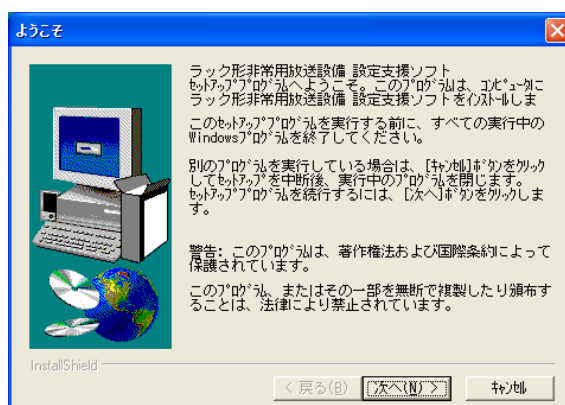 ようこそ
ラック形非常用放送設備 設定支援ソフト
ｾｯﾄｱｯﾌﾟﾌﾟﾛｸﾞﾗﾑへようこそ。このﾌﾟﾛｸﾞﾗﾑは、ｺﾝﾋﾟｭｰﾀに
ラック形非常用放送設備 設定支援ソフトをｲﾝｽﾄｰﾙしま
このｾｯﾄｱｯﾌﾟﾌﾟﾛｸﾞﾗﾑを実行する前に、すべての実行中の
Windowsﾌﾟﾛｸﾞﾗﾑを終了してください。
別のﾌﾟﾛｸﾞﾗﾑを実行している場合は、[ｷｬﾝｾﾙ]ﾎﾞﾀﾝをｸﾘｯｸ
してｾｯﾄｱｯﾌﾟを中断後、実行中のﾌﾟﾛｸﾞﾗﾑを閉じます。
ｾｯﾄｱｯﾌﾟﾌﾟﾛｸﾞﾗﾑを続行するには、[次へ]ﾎﾞﾀﾝをｸﾘｯｸしま
す。
警告: このﾌﾟﾛｸﾞﾗﾑは、著作権法および国際条約によって
保護されています。
このﾌﾟﾛｸﾞﾗﾑ、またはその一部を無断で複製したり頒布す
ることは、法律により禁止されています。
InstallShield
< 戻る(B)
次へ(N) >
ｷｬﾝｾﾙ